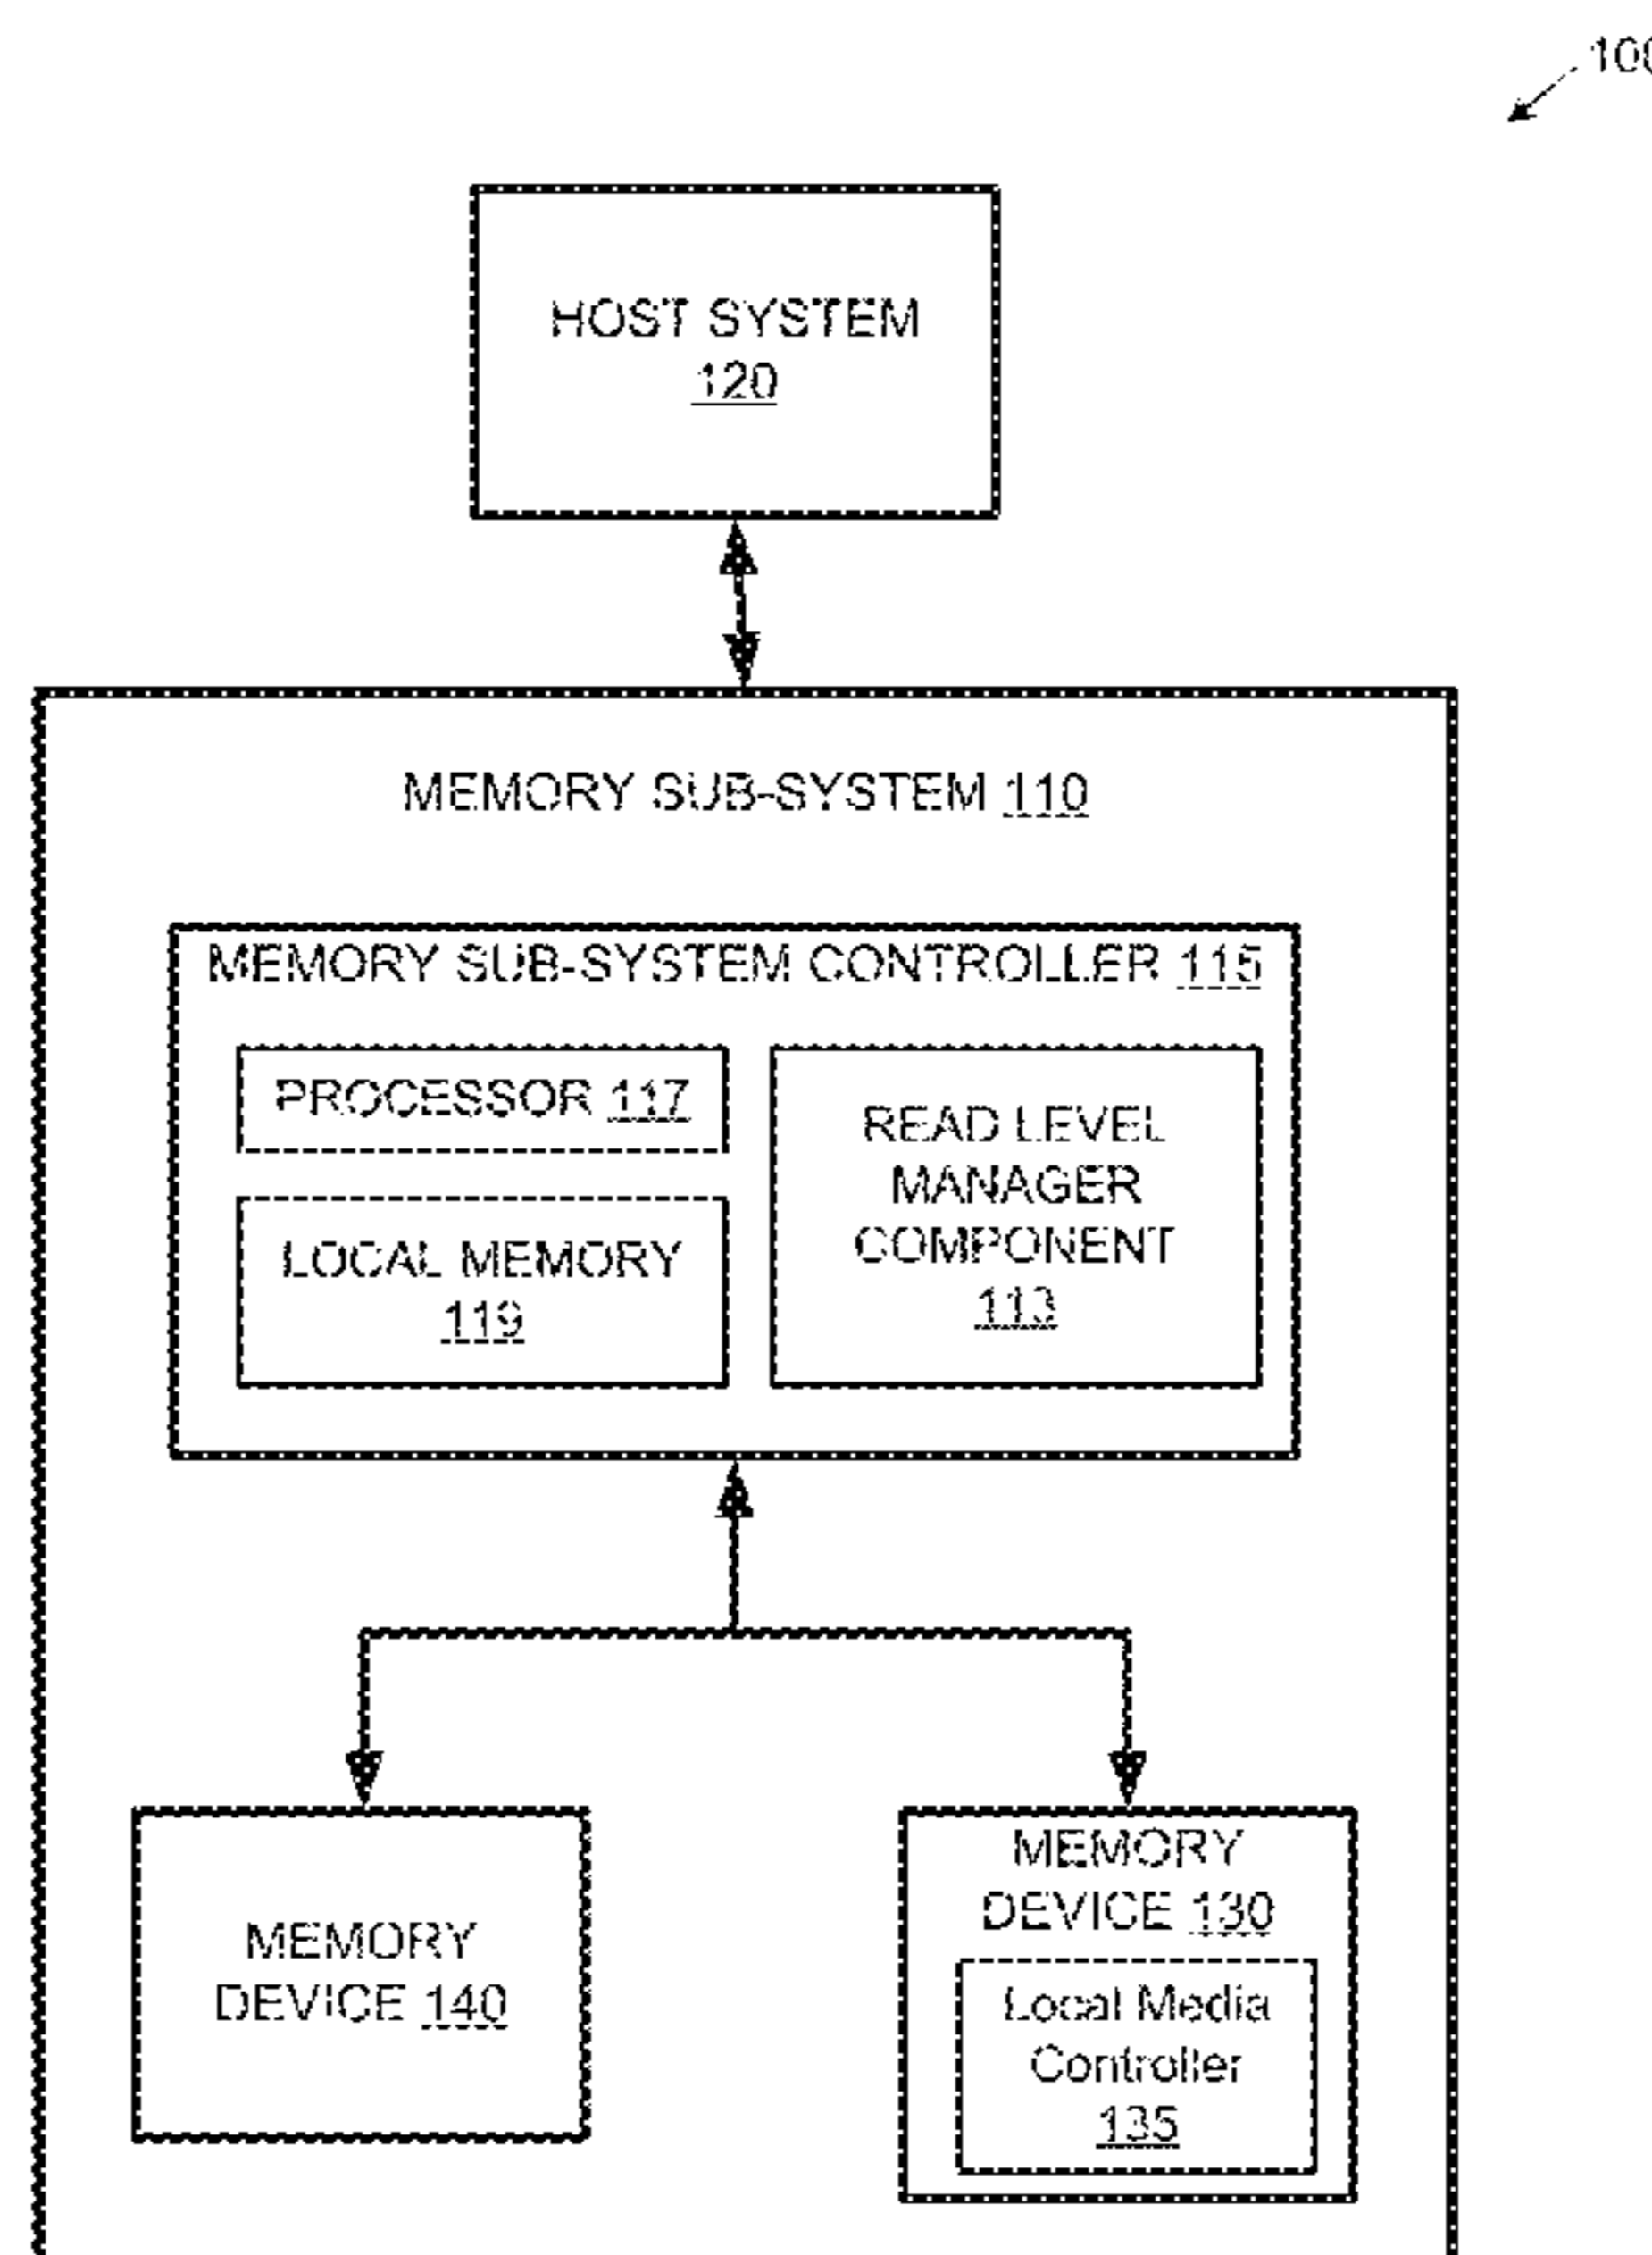 100
HOST SYSTEM
120
MEMORY SUB-SYSTEM 110
MEMORY SUB-SYSTEM CONTROLLER 115
PROCESSOR 117
LOCAL MEMORY
119
READ LEVEL
MANAGER
COMPONENT
113
MEMORY
DEVICE 140
MEMORY
DEVICE 130
Local Media
Controller
135